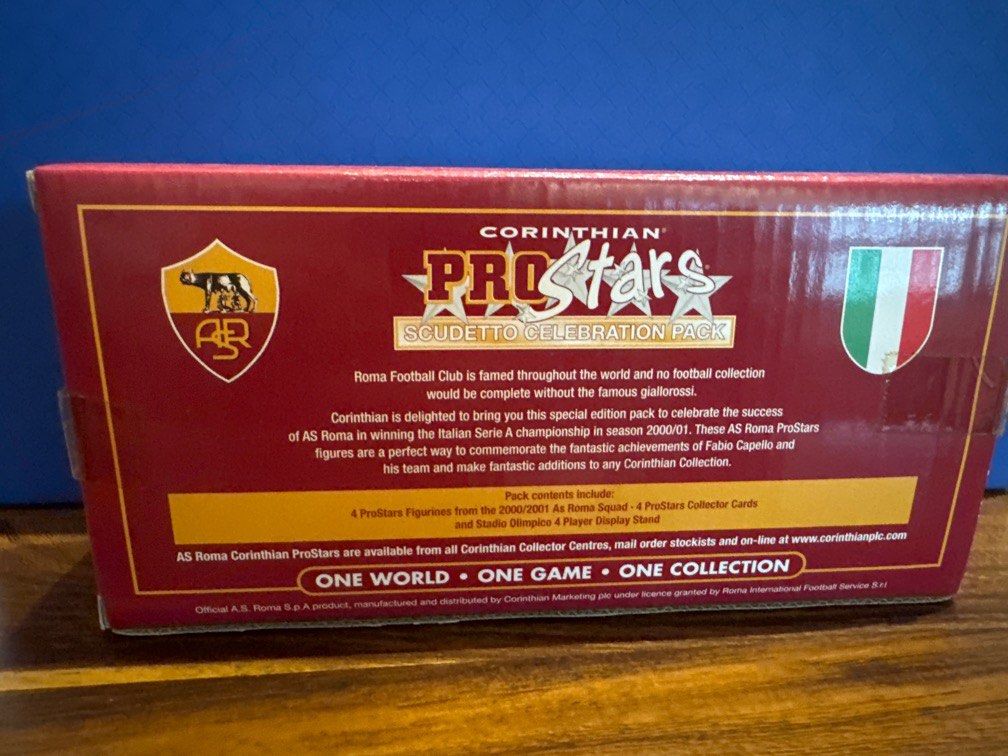 CORINTHIAN®
PROStars
SCUDETTO CELEBRATION PACK
ASR
Roma Football Club is famed throughout the world and no football collection
would be complete without the famous giallorossi.
Corinthian is delighted to bring you this special edition pack to celebrate the success
of AS Roma in winning the Italian Serie A championship in season 2000/01. These AS Roma ProStars
figures are a perfect way to commemorate the fantastic achievements of Fabio Capello and
his team and make fantastic additions to any Corinthian Collection.
Pack contents include:
4 ProStars Figurines from the 2000/2001 As Roma Squad - 4 ProStars Collector Cards
and Stadio Olimpico 4 Player Display Stand
AS Roma Corinthian ProStars are available from all Corinthian Collector Centres, mail order stockists and on-line at www.corinthianplc.com
ONE WORLD • ONE GAME • ONE COLLECTION
Official A.S. Roma S.p.A product, manufactured and distributed by Corinthian Marketing plc under licence granted by Roma International Football Service S.r.l